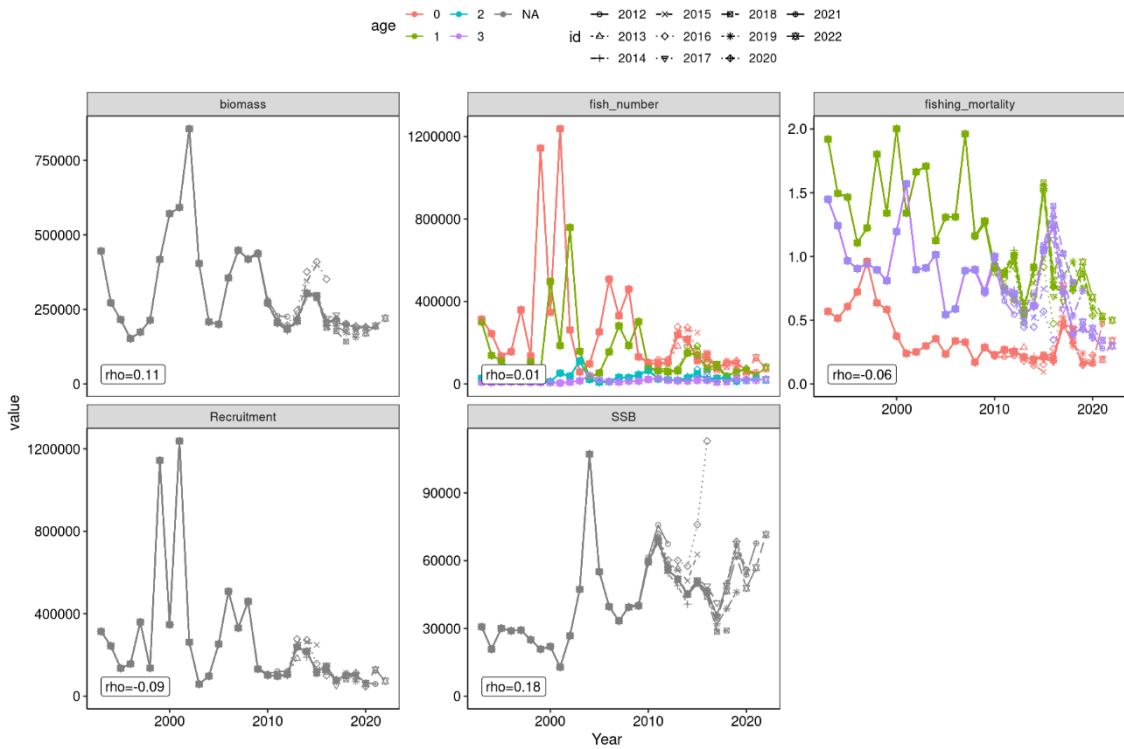 age 0 2 NA
1 3
id 2012 2015 2018 2021
2013 2016 2019 2022
2014 2017 2020
biomass
fish_number
fishing_mortality
750000
500000
250000
0
rho=0.11
1200000
800000
400000
0
rho=0.01
2.0
1.5
1.0
0.5
0.0
rho=-0.06
2000 2010 2020
value
Recruitment
SSB
1200000
800000
400000
0
rho=-0.09
90000
60000
30000
0
rho=0.18
2000 2010 2020
2000 2010 2020
Year